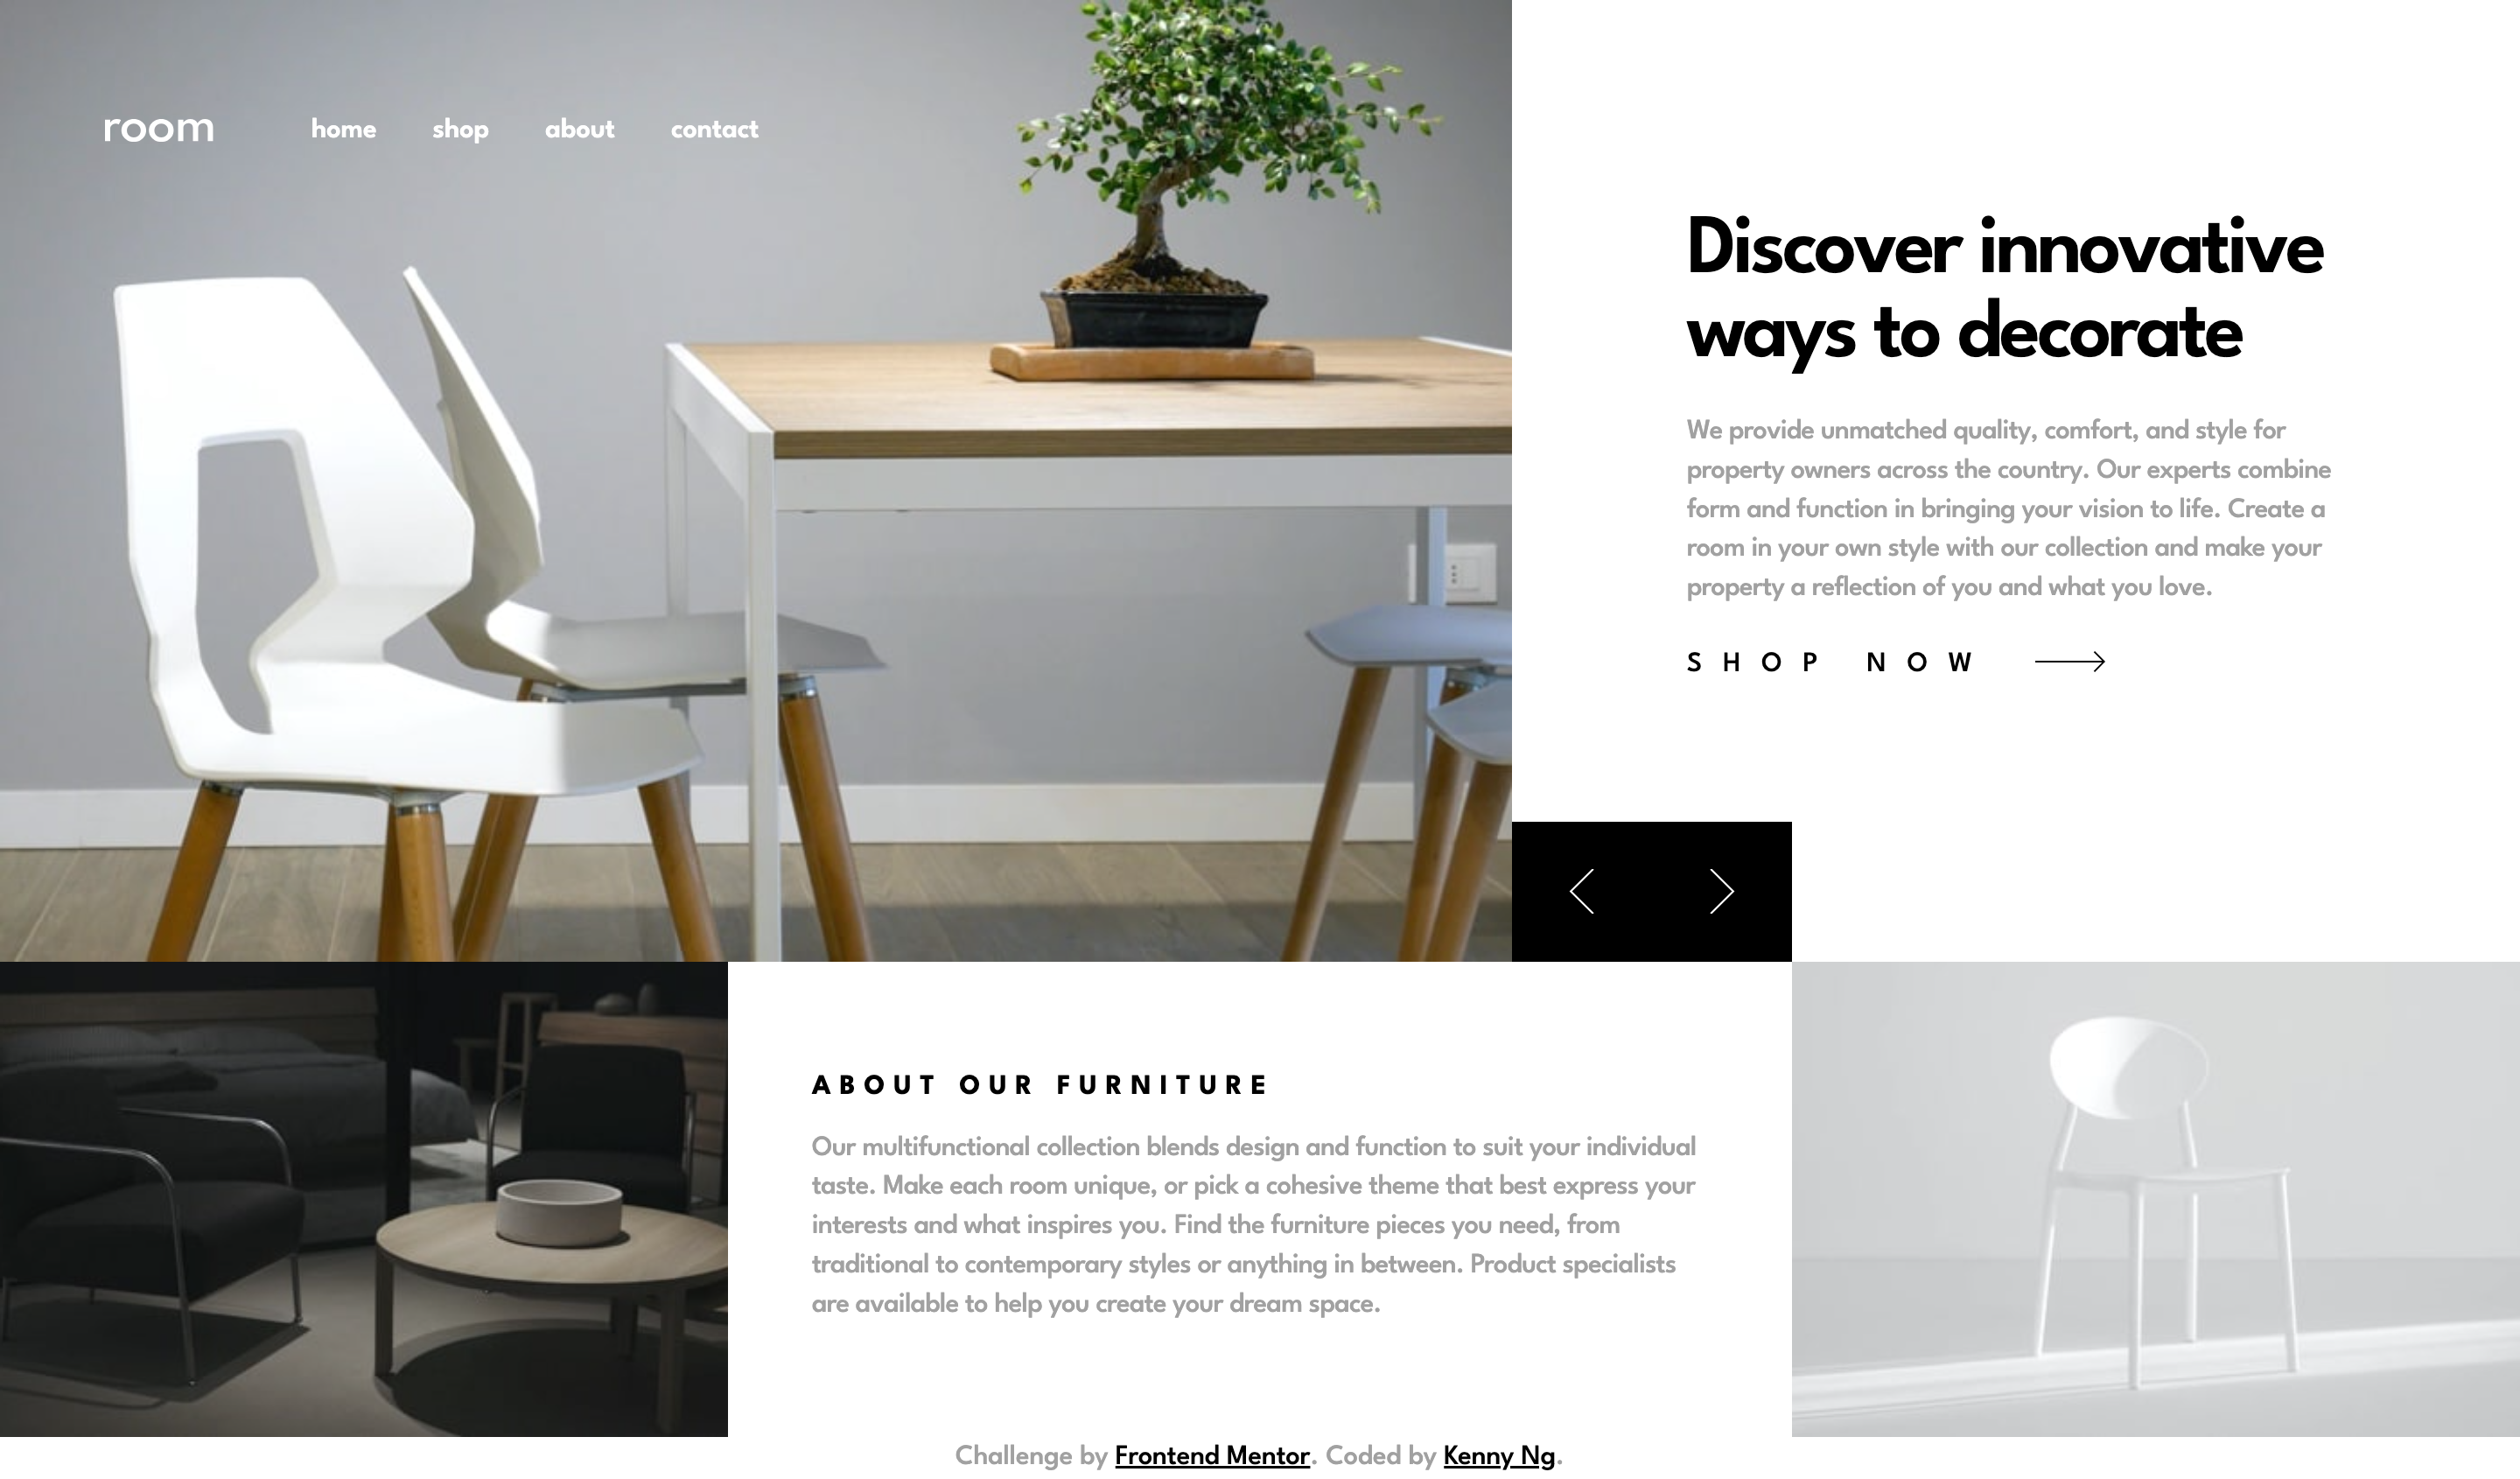 room
home shop about contact
Discover innovative
ways to decorate
We provide unmatched quality, comfort, and style for
property owners across the country. Our experts combine
form and function in bringing your vision to life. Create a
room in your own style with our collection and make your
property a reflection of you and what you love.
SHOP NOW
ABOUT OUR FURNITURE
Our multifunctional collection blends design and function to suit your individual
taste. Make each room unique, or pick a cohesive theme that best express your
interests and what inspires you. Find the furniture pieces you need, from
traditional to contemporary styles or anything in between. Product specialists
are available to help you create your dream space.
Challenge by Frontend Mentor. Coded by Kenny Ng.